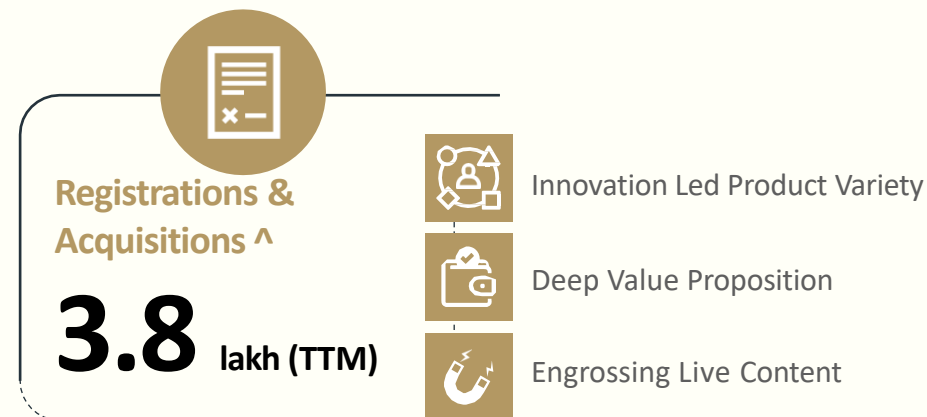 Registrations &
Acquisitions ^
3.8 lakh (TTM)
Innovation Led Product Variety
Deep Value Proposition
Engrossing Live Content